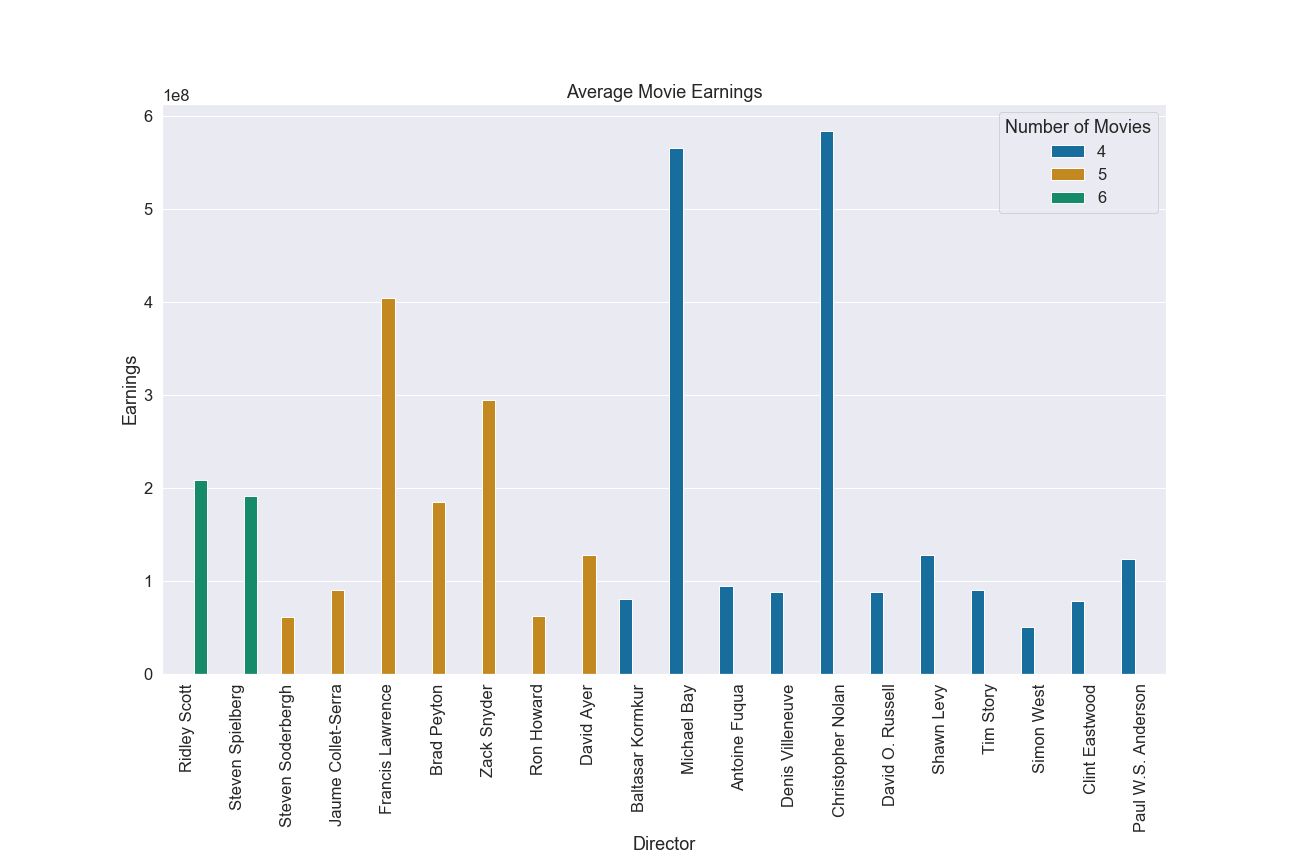 Average Movie Earnings
1e8
6
5
4
3
2
1
0
Earnings
Number of Movies
4
5
6
Ridley Scott
Steven Spielberg
Steven Soderbergh
Jaume Collet-Serra
Francis Lawrence
Brad Peyton
Zack Snyder
Ron Howard
David Ayer
Baltasar Kormkur
Michael Bay
Antoine Fuqua
Denis Villeneuve
Christopher Nolan
David O. Russell
Shawn Levy
Tim Story
Simon West
Clint Eastwood
Paul W.S. Anderson
Director